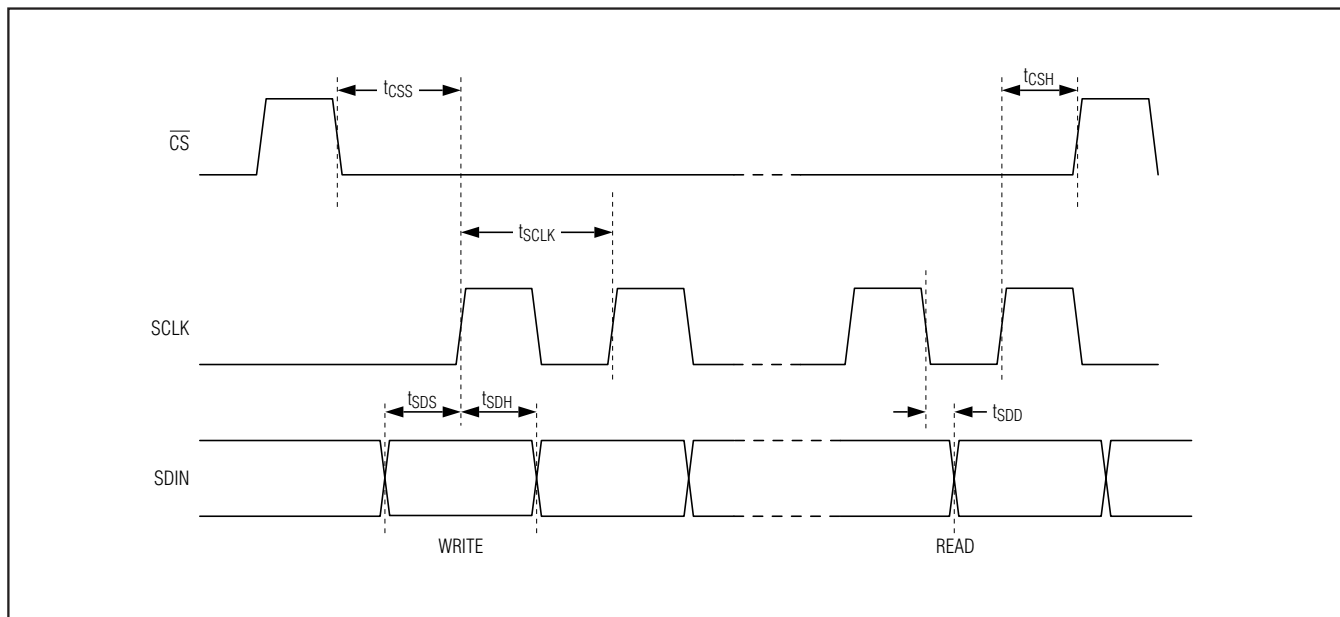 tCSS
tCSH
CS
tSCLK
SCLK
tSDS
tSDH
tSDD
SDIN
WRITE
READ